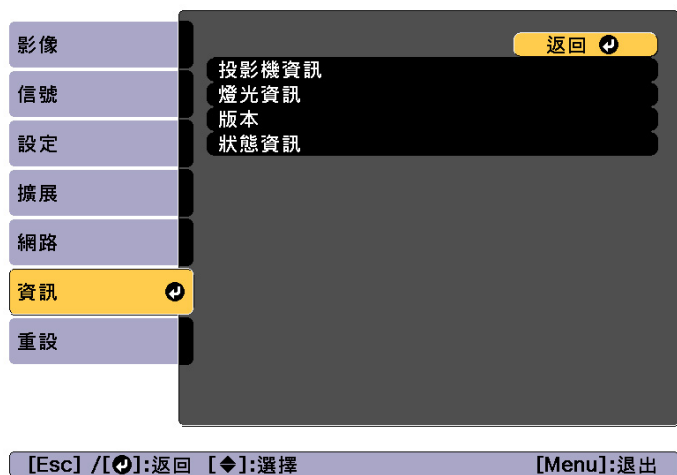 影像
信號
設定
擴展
網路
資訊
重設
返回
投影機資訊
燈光資訊
版本
狀態資訊
[Esc] /[]:返回 []:選擇 [Menu]:退出